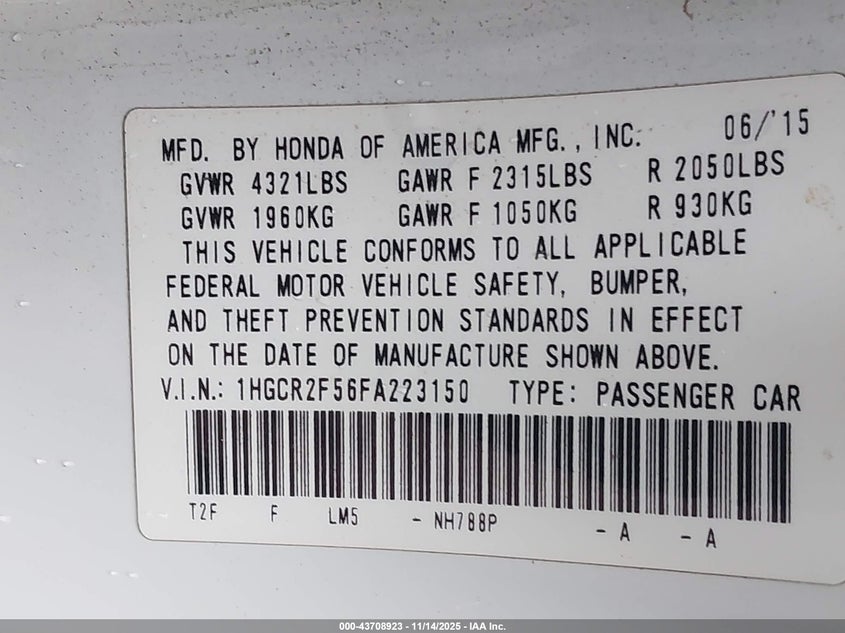 MFD. BY HONDA OF AMERICA MFG., INC. 06/'15
GVWR 4321LBS GAWR F 2315LBS R 2050LBS
GVWR 1960KG GAWR F 1050KG R 930KG
THIS VEHICLE CONFORMS TO ALL APPLICABLE
FEDERAL MOTOR VEHICLE SAFETY, BUMPER,
AND THEFT PREVENTION STANDARDS IN EFFECT
ON THE DATE OF MANUFACTURE SHOWN ABOVE.
V.I.N.: 1HGCR2F56FA223150 TYPE: PASSENGER CAR
T2F F LM5 - NH788P - A - A
000-43708923 - 11/14/2025 - IAA Inc.